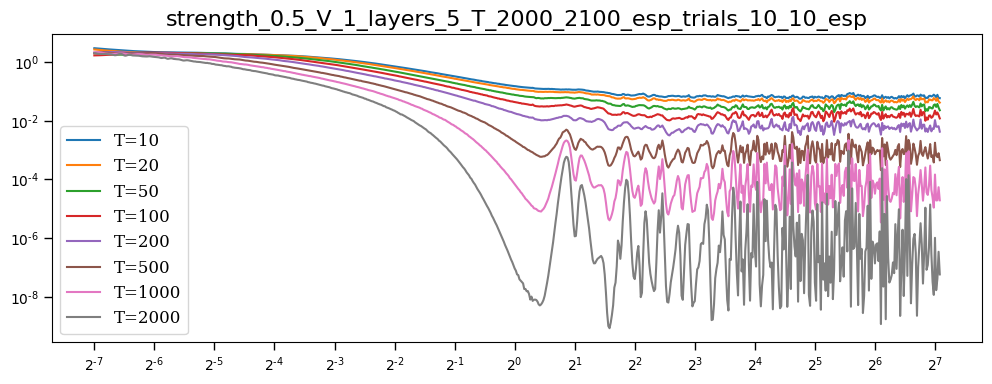 strength_0.5_V_1_layers_5_T_2000_2100_esp_trials_10_10_esp
10^0
10^-2
10^-4
10^-6
10^-8
T=10
T=20
T=50
T=100
T=200
T=500
T=1000
T=2000
2^-7 2^-6 2^-5 2^-4 2^-3 2^-2 2^-1 2^0 2^1 2^2 2^3 2^4 2^5 2^6 2^7